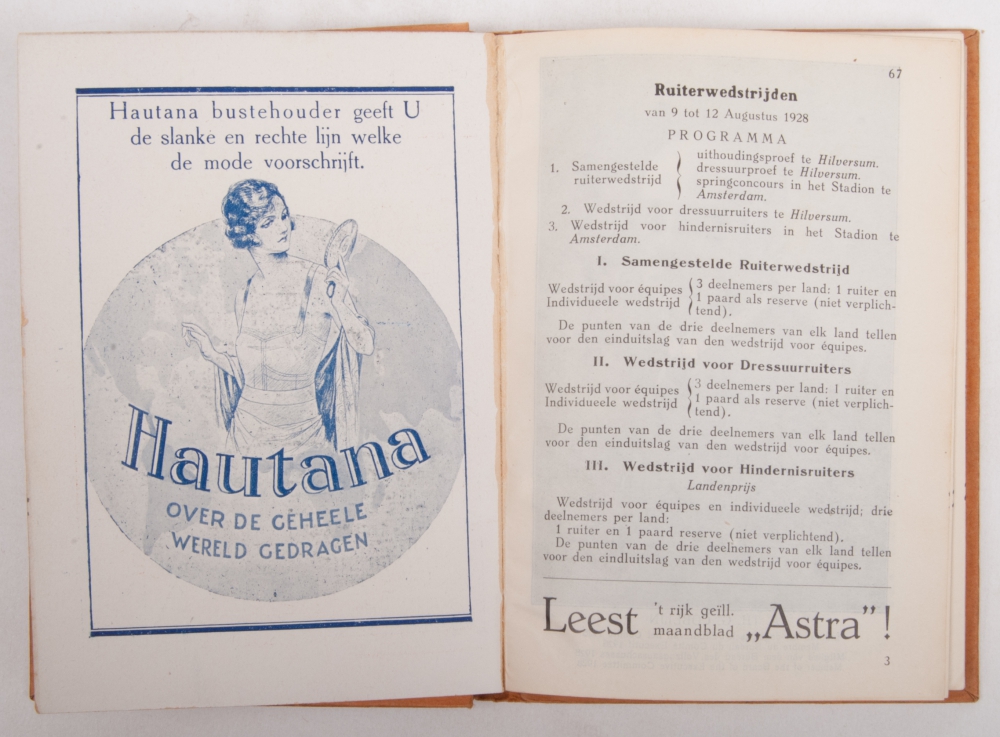 Hautana bustehouder geeft U
de slanke en rechte lijn welke
de mode voorschrijft.
Hautana
OVER DE GEHEELE
WERELD GEDRAGEN
67
Ruiterwedstrijden
van 9 tot 12 Augustus 1928
PROGRAMMA
1. Samengestelde ruiterwedstrijd
uithoudingsproef te Hilversum.
dressuurproef te Hilversum.
springconcours in het Stadion te
Amsterdam.
2. Wedstrijd voor dressuurruiters te Hilversum.
3. Wedstrijd voor hindernisruiters in het Stadion te
Amsterdam.
I. Samengestelde Ruiterwedstrijd
Wedstrijd voor équipes
Individueele wedstrijd
3 deelnemers per land: 1 ruiter en
1 paard als reserve (niet verplich-
tend).
De punten van de drie deelnemers van elk land tellen
voor den einduitslag van den wedstrijd voor équipes.
II. Wedstrijd voor Dressuurruiters
Wedstrijd voor équipes
Individueele wedstrijd
3 deelnemers per land: 1 ruiter en
1 paard als reserve (niet verplich-
tend).
De punten van de drie deelnemers van elk land tellen
voor den einduitslag van den wedstrijd voor équipes.
III. Wedstrijd voor Hindernisruiters
Landenprijs
Wedstrijd voor équipes en individueele wedstrijd; drie
deelnemers per land:
1 ruiter en 1 paard reserve (niet verplichtend).
De punten van de drie deelnemers van elk land tellen
voor den eindluitslag van den wedstrijd voor équipes.
Leest 't rijk geïll. maandblad „Astra”!
3